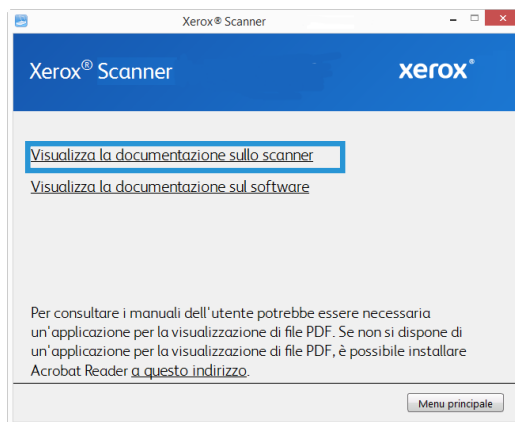 Xerox® Scanner
Xerox® Scanner
xerox®
Visualizza la documentazione sullo scanner
Visualizza la documentazione sul software
Per consultare i manuali dell'utente potrebbe essere necessaria
un'applicazione per la visualizzazione di file PDF. Se non si dispone di
un'applicazione per la visualizzazione di file PDF, è possibile installare
Acrobat Reader a questo indirizzo.
Menu principale